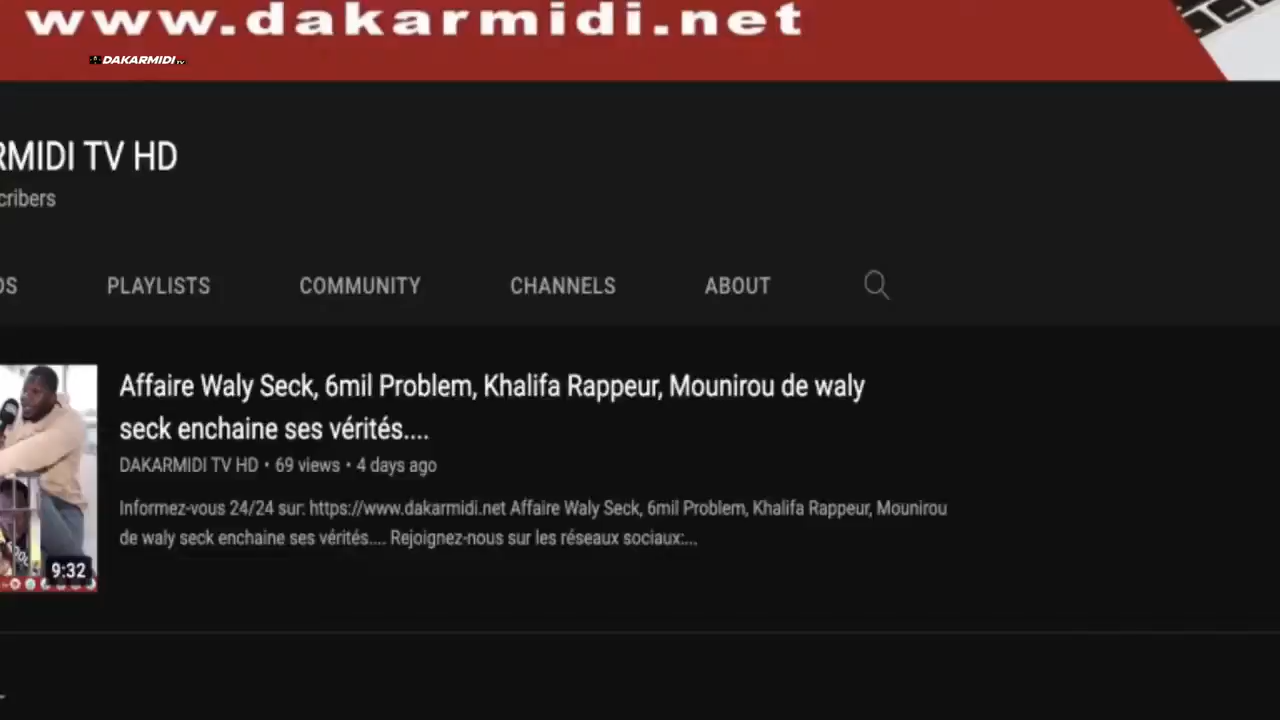 www.dakarmidi.net
DAKARMIDI TV
RMIDI TV HD
cribers
OS
PLAYLISTS
COMMUNITY
CHANNELS
ABOUT
Affaire Waly Seck, 6mil Problem, Khalifa Rappeur, Mounirou de waly
seck enchaine ses vérités....
DAKARMIDI TV HD • 69 views • 4 days ago
Informez-vous 24/24 sur: https://www.dakarmidi.net Affaire Waly Seck, 6mil Problem, Khalifa Rappeur, Mounirou
de waly seck enchaine ses vérités.... Rejoignez-nous sur les réseaux sociaux:...
9:32